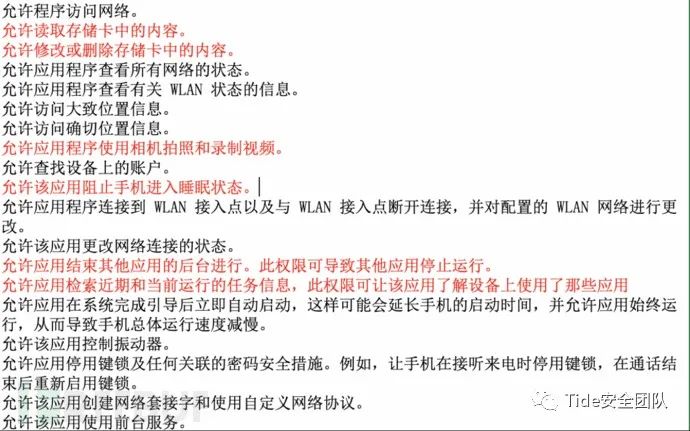 允许程序访问网络。
允许读取存储卡中的内容。
允许修改或删除存储卡中的内容。
允许应用程序查看所有网络的状态。
允许应用程序查看有关 WLAN 状态的信息。
允许访问大致位置信息。
允许访问确切位置信息。
允许应用程序使用相机拍照和录制视频。
允许查找设备上的账户。
允许该应用阻止手机进入睡眠状态。
允许应用程序连接到 WLAN 接入点以及与 WLAN 接入点断开连接，并对配置的 WLAN 网络进行更
改。
允许该应用更改网络连接的状态。
允许应用结束其他应用的后台进行。此权限可导致其他应用停止运行。
允许应用检索近期和当前运行的任务信息，此权限可让该应用了解设备上使用了那些应用
允许应用在系统完成引导后立即自动启动，这样可能会延长手机的启动时间，并允许应用始终运
行，从而导致手机总体运行速度减慢。
允许该应用控制振动器。
允许应用停用键锁及任何关联的密码安全措施。例如，让手机在接听来电时停用键锁，在通话结
束后重新启用键锁。
允许该应用创建网络套接字和使用自定义网络协议。
允许该应用使用前台服务。
Tide安全团队